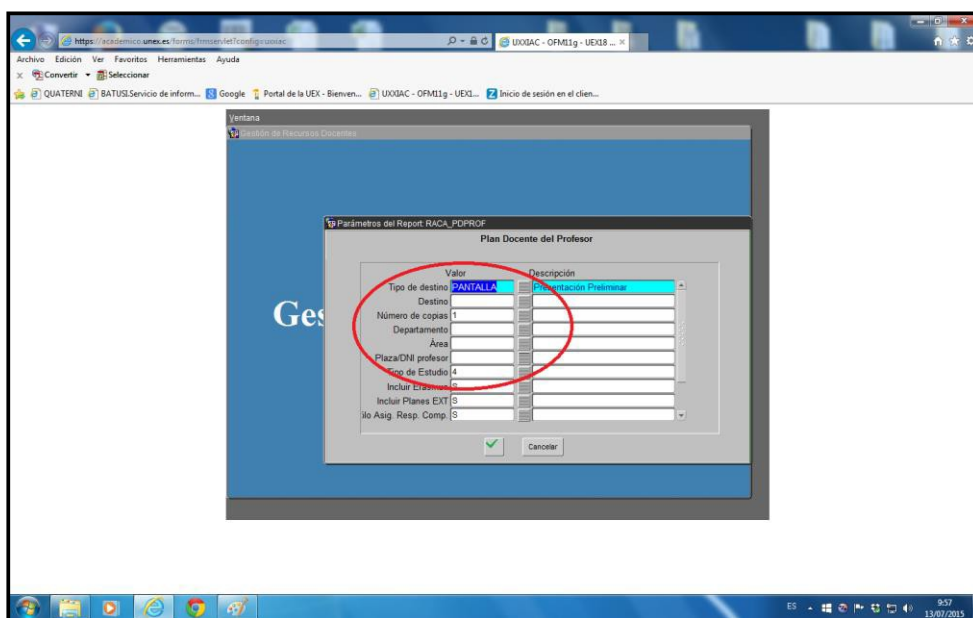 https://academico.unex.es/forms/frmservlet?config=uxxiac
UXXIAC - OFM11g - UEX18 ...
Archivo Edición Ver Favoritos Herramientas Ayuda
Convertir Seleccionar
QUATERNI BATUSI.Servicio de inform... Google Portal de la UEX - Bienven... UXXIAC - OFM11g - UEX1... Inicio de sesión en el clien...
Ventana
Gestión de Recursos Docentes
Parámetros del Report RACA_PDPROF
Plan Docente del Profesor
Valor Descripción
Tipo de destino PANTALLA Presentación Preliminar
Destino
Número de copias 1
Departamento
Área
Plaza/DNI profesor
Tipo de Estudio 4
Incluir Erasmus S
Incluir Planes EXT S
ilo Asig. Resp. Comp. S
Ges
Cancelar
ES 9:57
13/07/2015